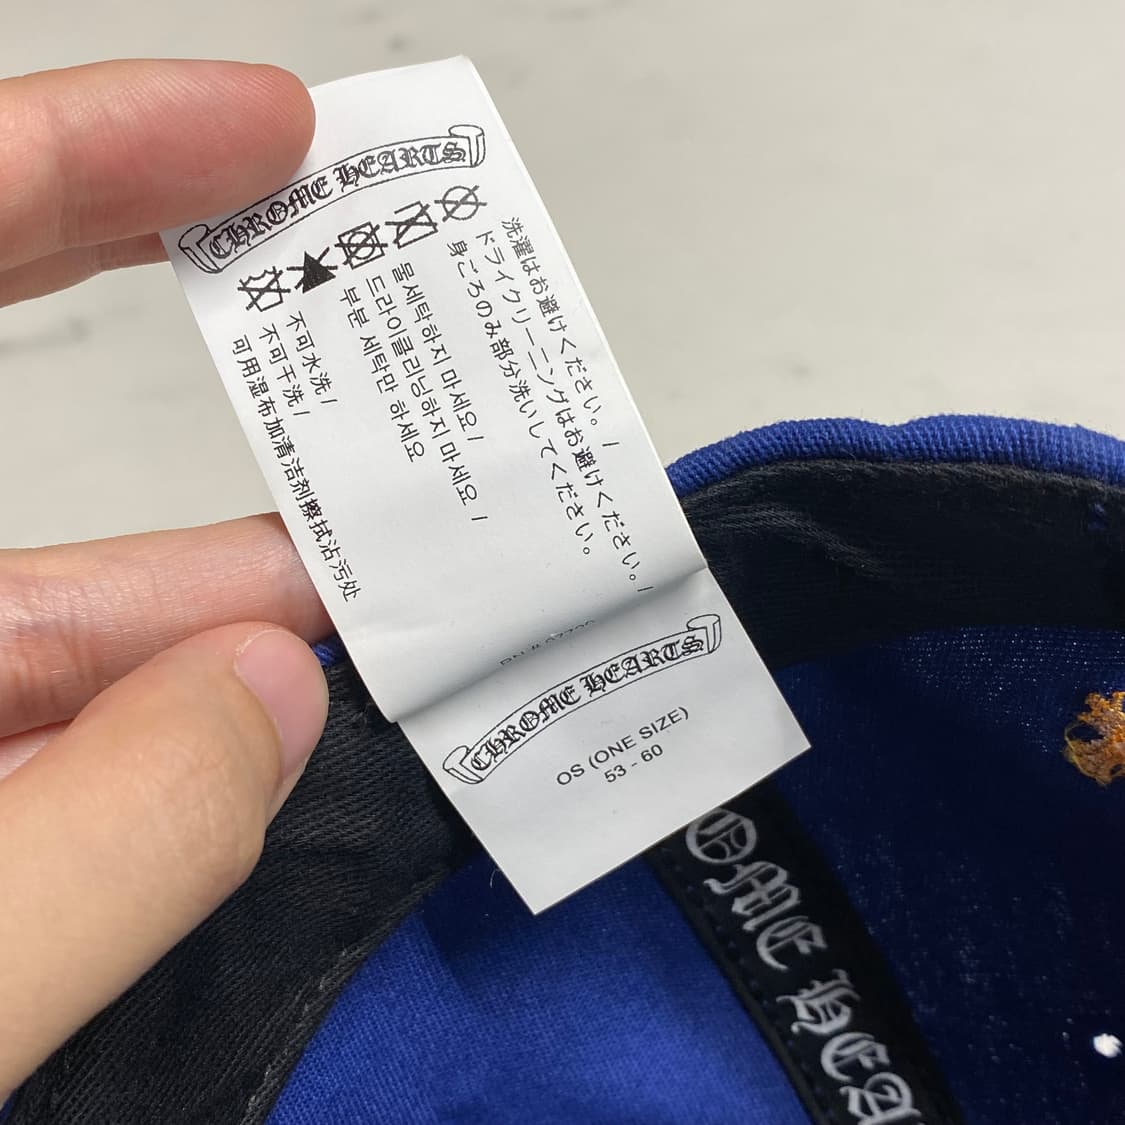 CHROME HEARTS
洗濯はお避けください。/
ドライクリーニングはお避けください。/
身ごろのみ部分洗いしてください。
물세탁하지 마세요 /
드라이클리닝하지 마세요 /
부분 세탁만 하세요
不可水洗 /
不可干洗 /
可用湿布加清洁剂擦拭沾污处
RN #
CHROME HEARTS
OS (ONE SIZE)
53 - 60
OME HEA